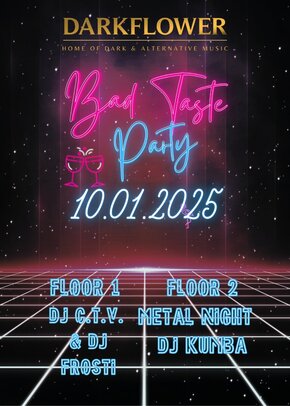 DARKFLOWER
HOME OF DARK & ALTERNATIVE MUSIC
Bad Taste
Party
10.01.2025
FLOOR 1
DJ C.T.V.
& DJ
FROSTI
FLOOR 2
METAL NIGHT
DJ KUMBA